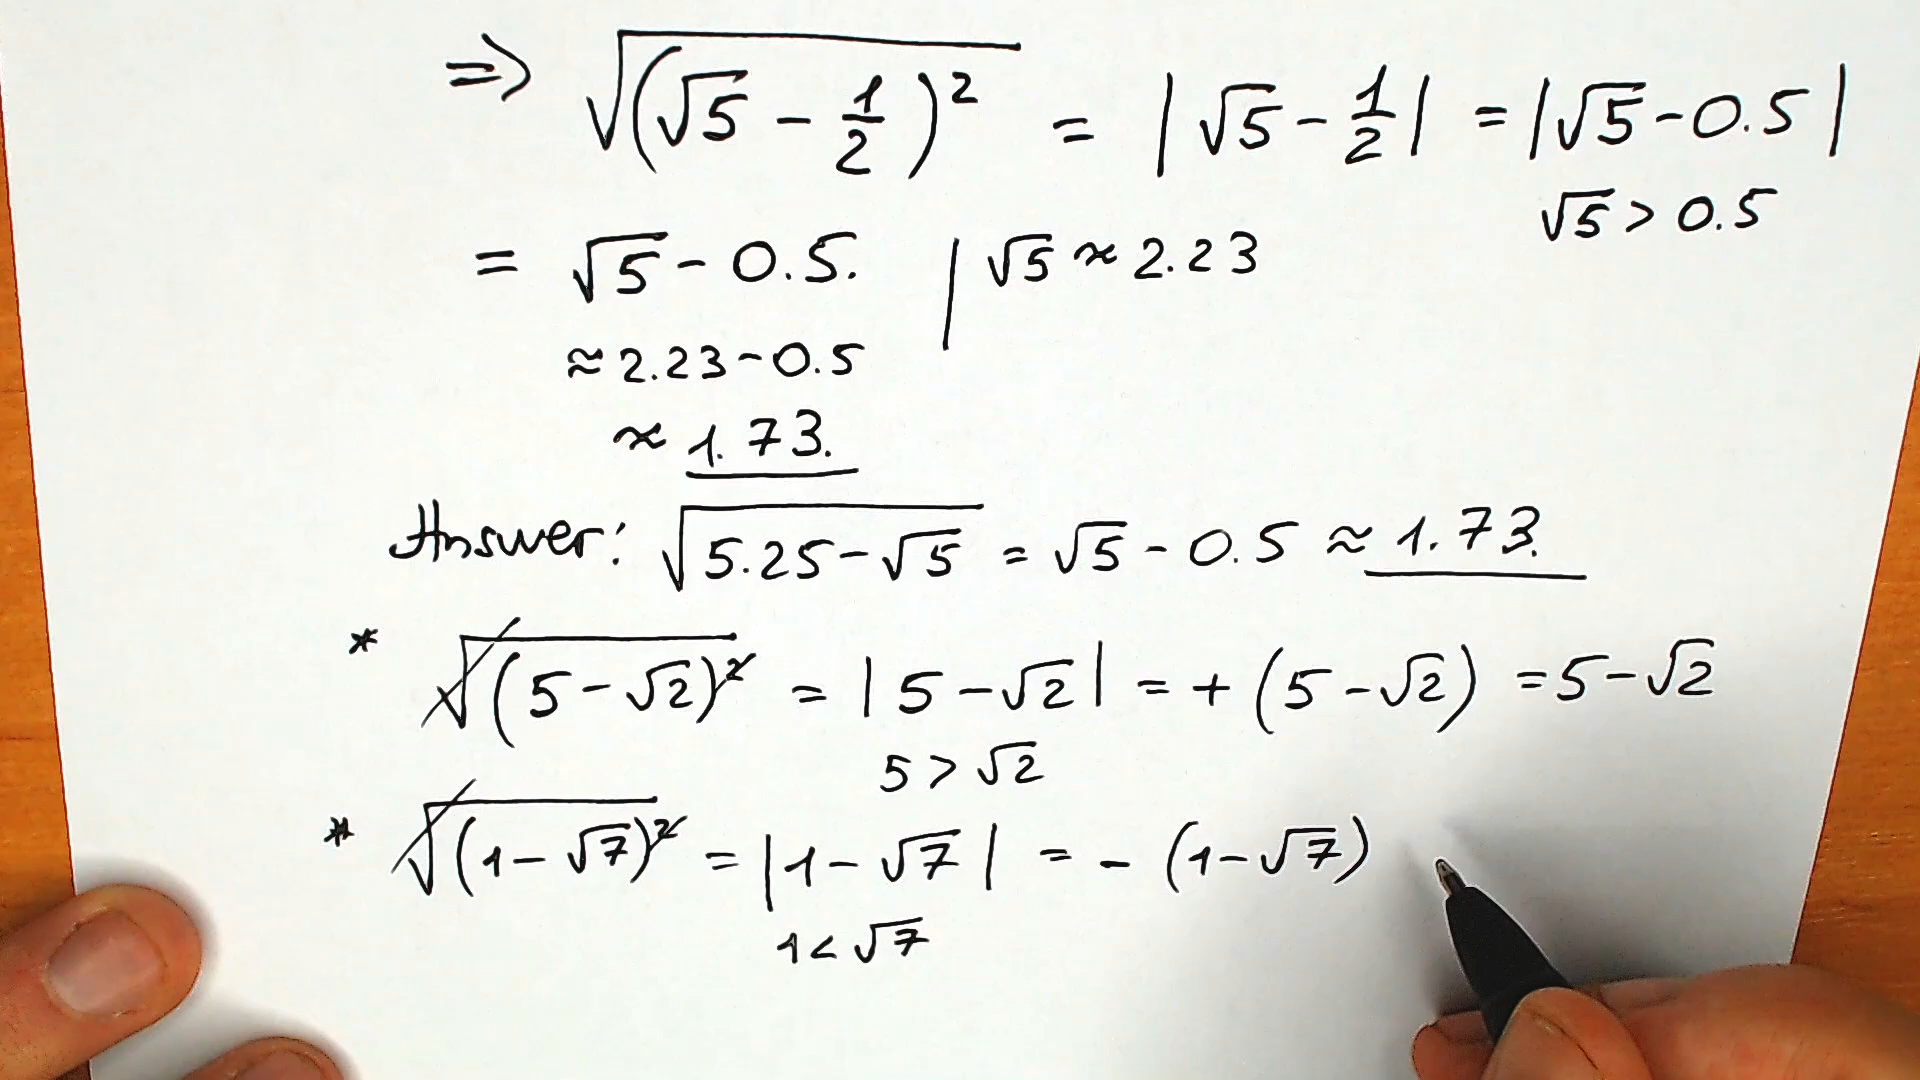 => √((√5 - 1/2)²) = |√5 - 1/2| = |√5 - 0.5|
√5 > 0.5
= √5 - 0.5. | √5 ≈ 2.23
≈ 2.23 - 0.5
≈ 1.73.
Answer: √(5.25 - √5) = √5 - 0.5 ≈ 1.73.
* √((5 - √2)²) = |5 - √2| = + (5 - √2) = 5 - √2
5 > √2
* √((1 - √7)²) = |1 - √7| = - (1 - √7)
1 < √7